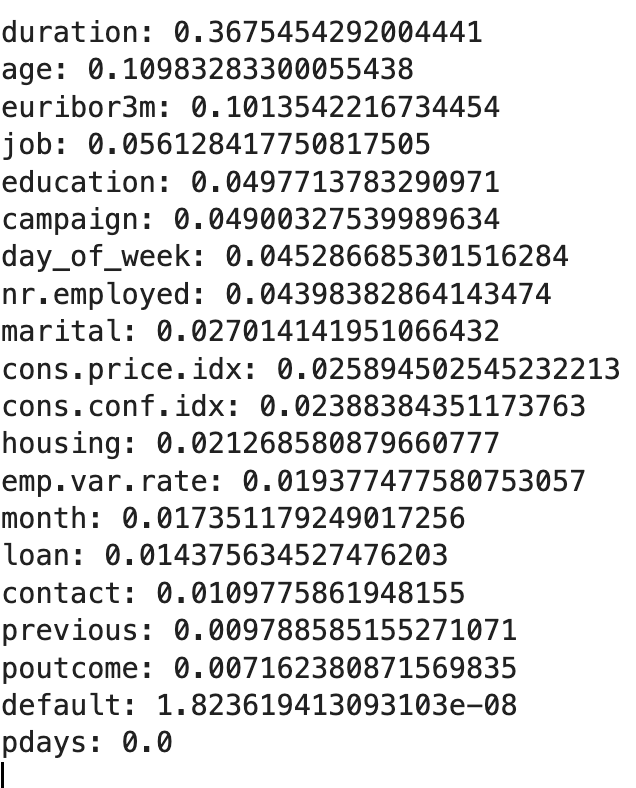 duration: 0.3675454292004441
age: 0.10983283300055438
euribor3m: 0.1013542216734454
job: 0.056128417750817505
education: 0.0497713783290971
campaign: 0.04900327539989634
day_of_week: 0.045286685301516284
nr.employed: 0.04398382864143474
marital: 0.027014141951066432
cons.price.idx: 0.025894502545232213
cons.conf.idx: 0.02388384351173763
housing: 0.021268580879660777
emp.var.rate: 0.019377477580753057
month: 0.017351179249017256
loan: 0.014375634527476203
contact: 0.0109775861948155
previous: 0.009788585155271071
poutcome: 0.007162380871569835
default: 1.823619413093103e-08
pdays: 0.0